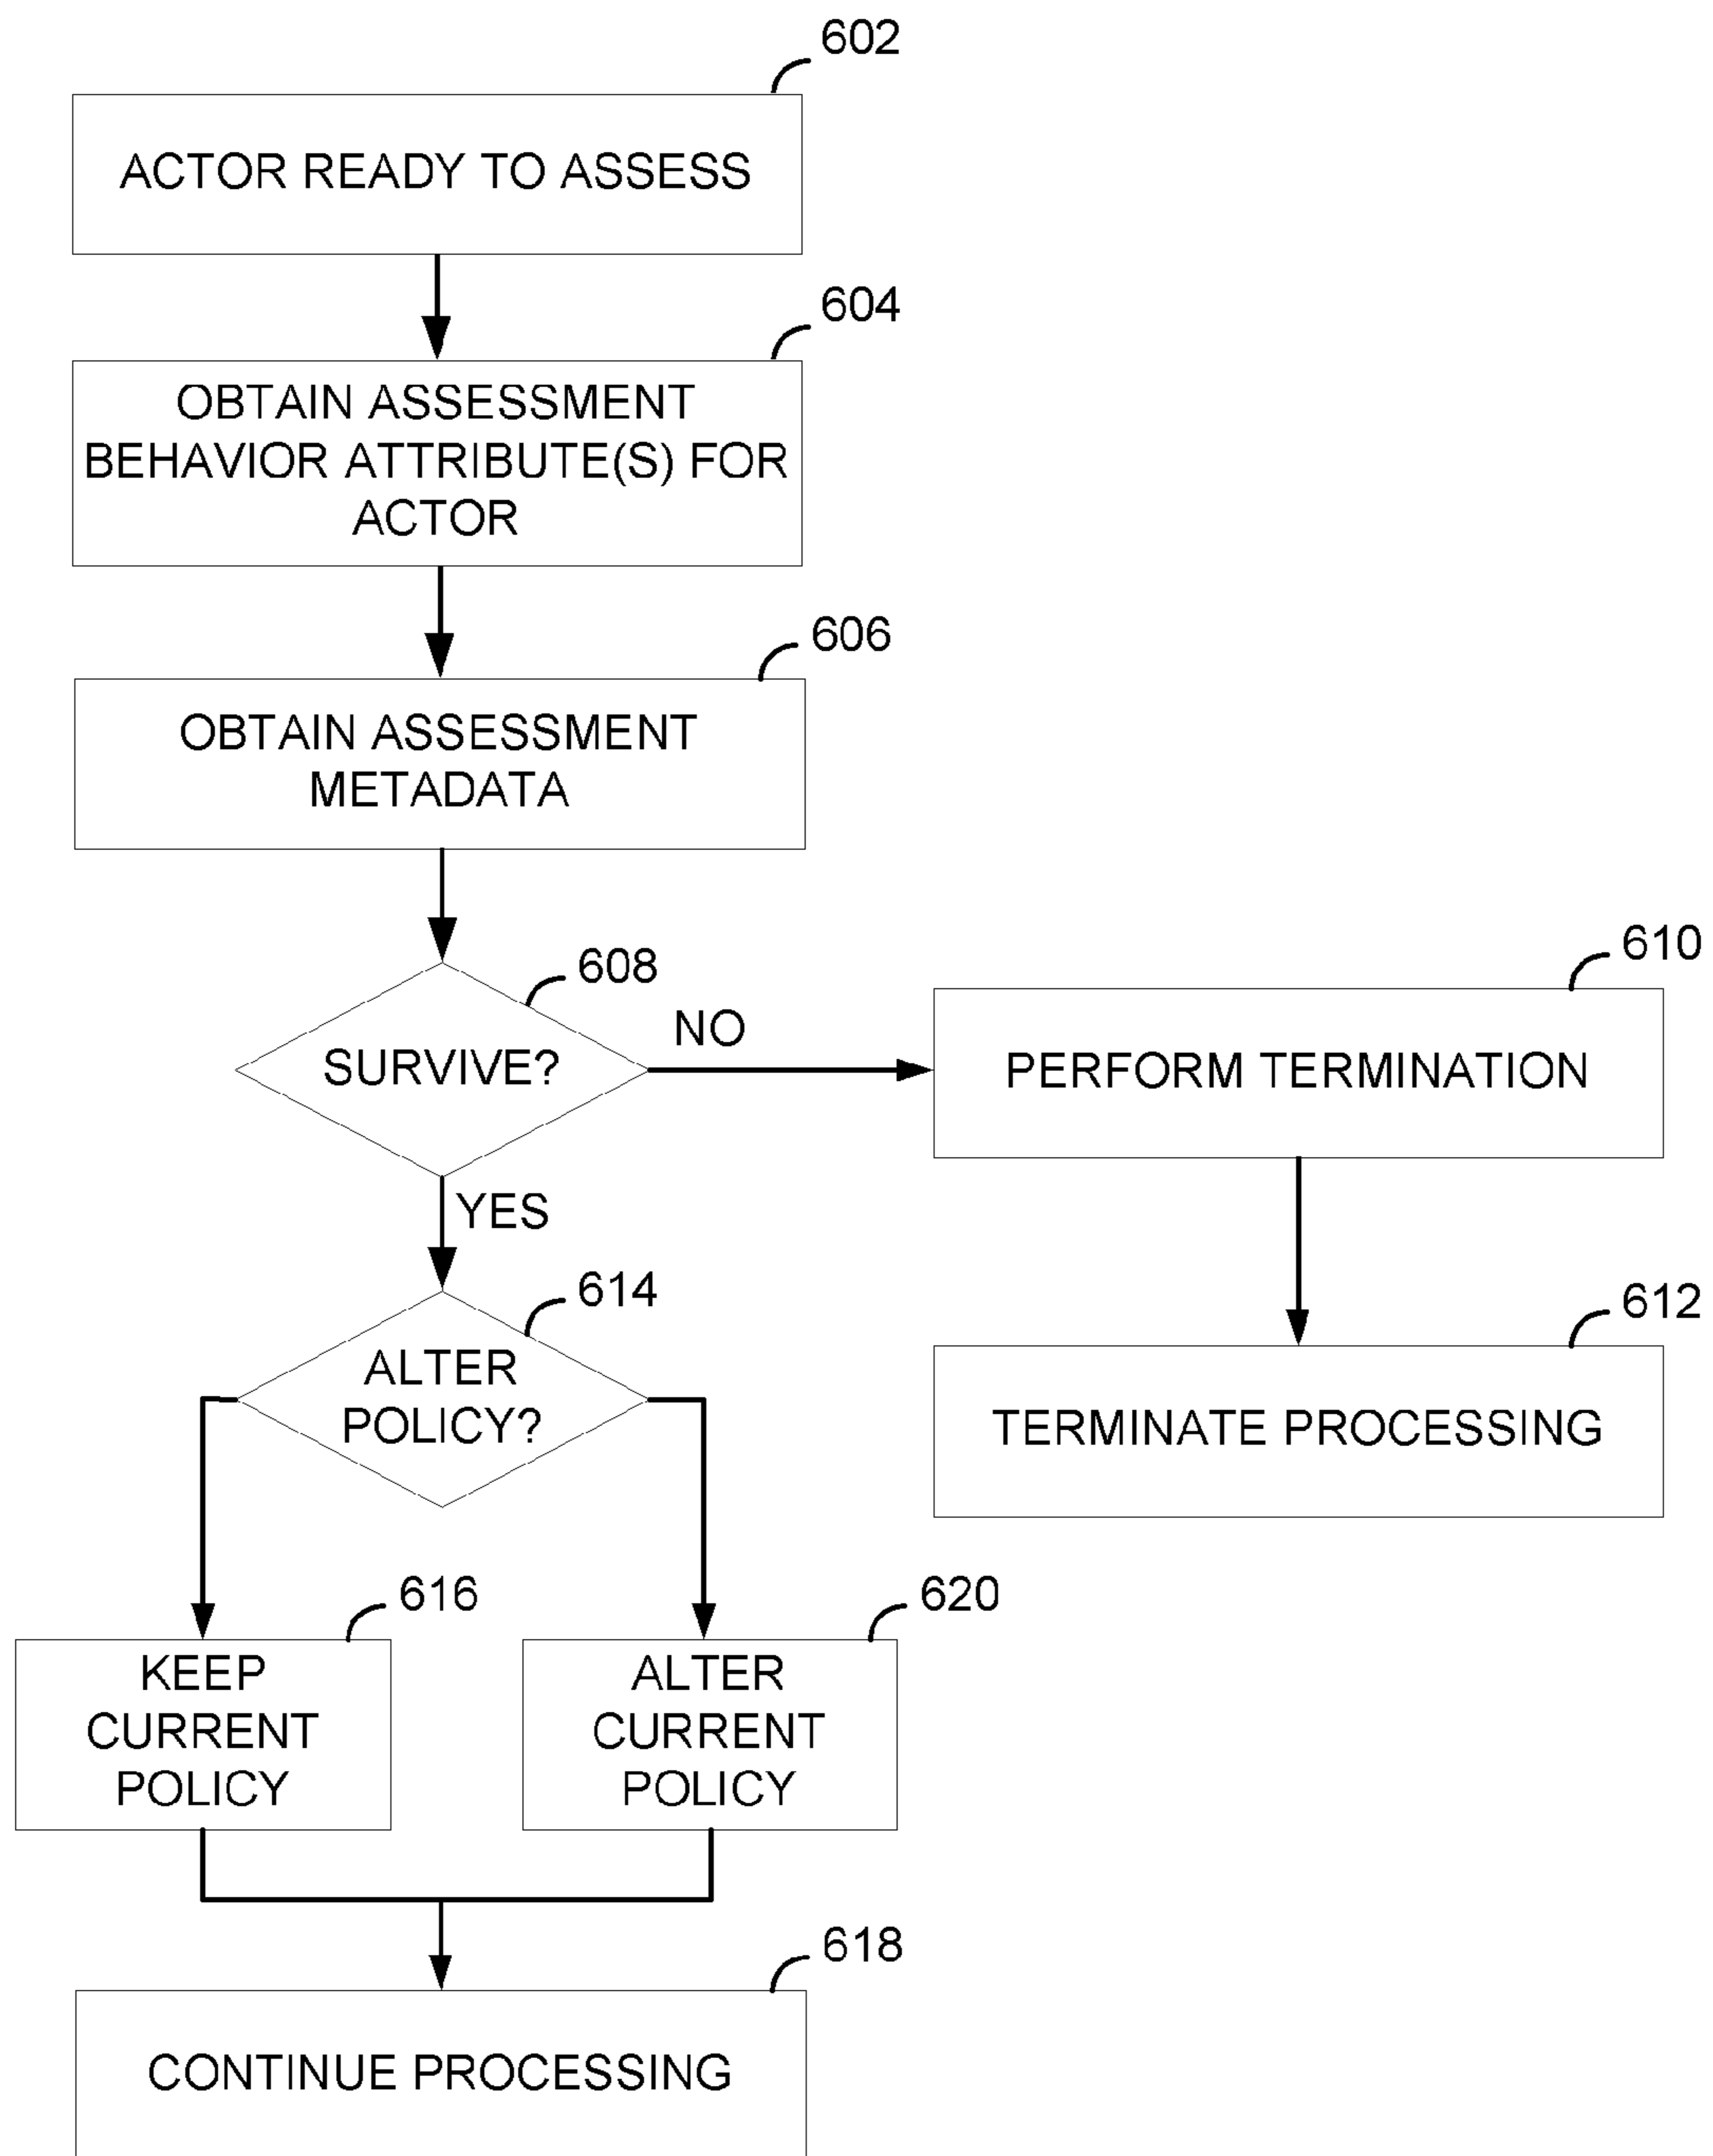 602
ACTOR READY TO ASSESS
604
OBTAIN ASSESSMENT
BEHAVIOR ATTRIBUTE(S) FOR
ACTOR
606
OBTAIN ASSESSMENT
METADATA
608
SURVIVE?
NO
610
PERFORM TERMINATION
YES
612
TERMINATE PROCESSING
614
ALTER
POLICY?
616
KEEP
CURRENT
POLICY
620
ALTER
CURRENT
POLICY
618
CONTINUE PROCESSING